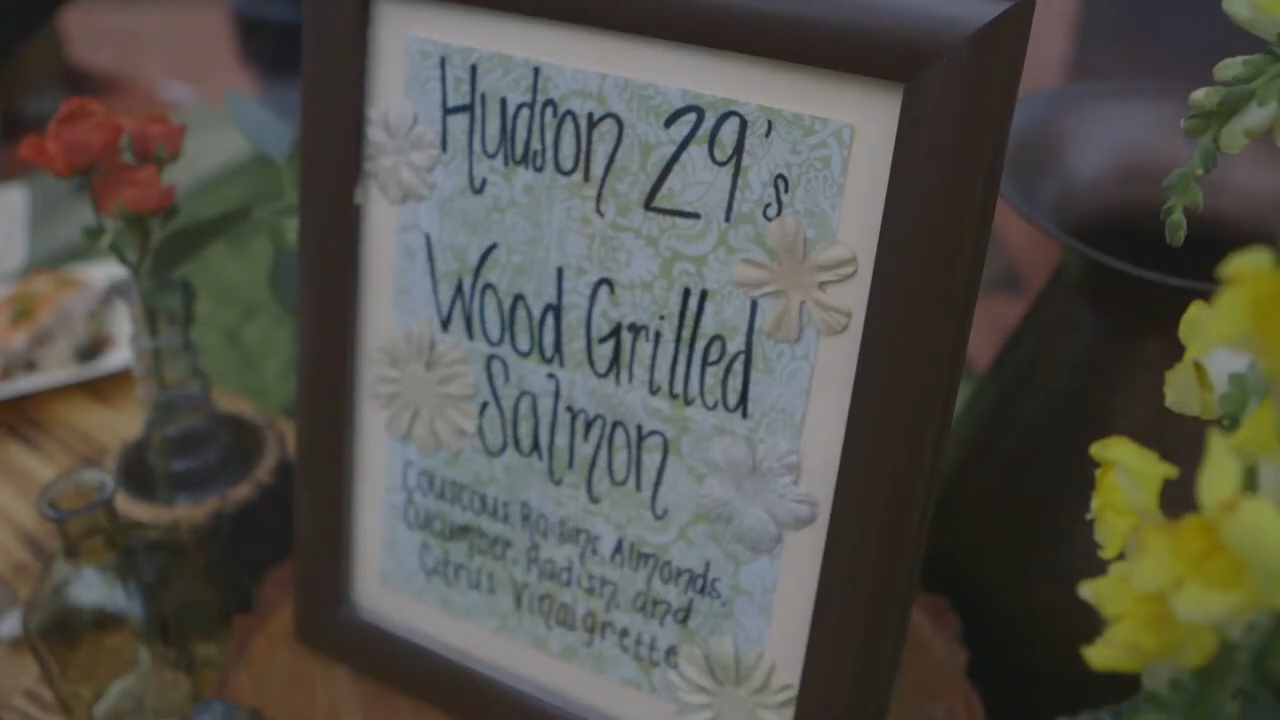 Hudson 29's
Wood Grilled
Salmon
Couscous Raisins, Almonds,
Cucumber, Radish, and
Citrus Vinaigrette